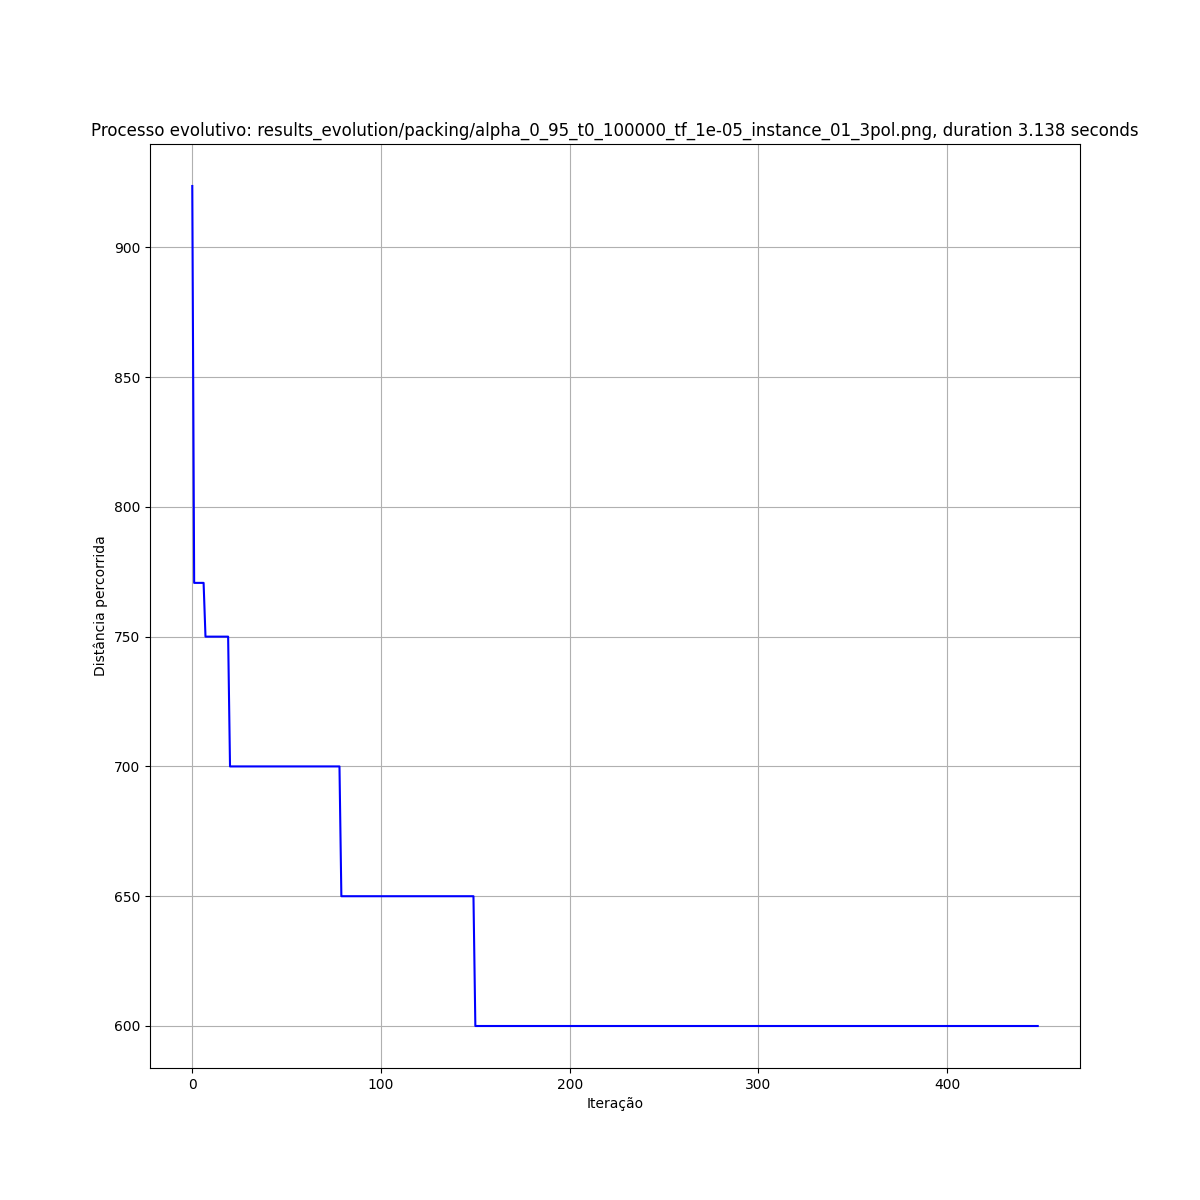 Processo evolutivo: results_evolution/packing/alpha_0_95_t0_100000_tf_1e-05_instance_01_3pol.png, duration 3.138 seconds
900
850
800
750
700
650
600
Distância percorrida
0 100 200 300 400
Iteração